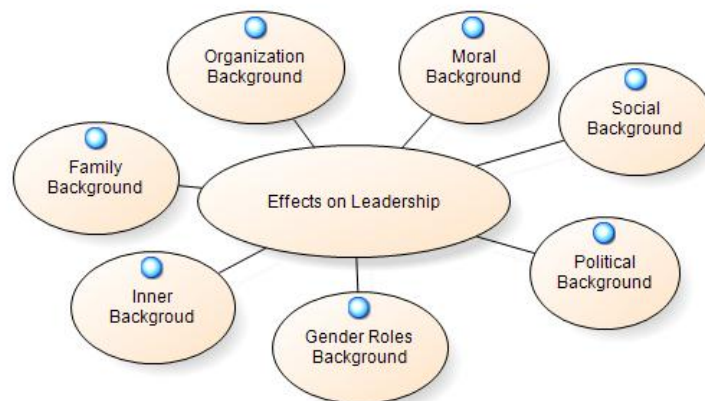 Organization
Background
Moral
Background
Social
Background
Family
Background
Effects on Leadership
Political
Background
Inner
Backgroud
Gender Roles
Background